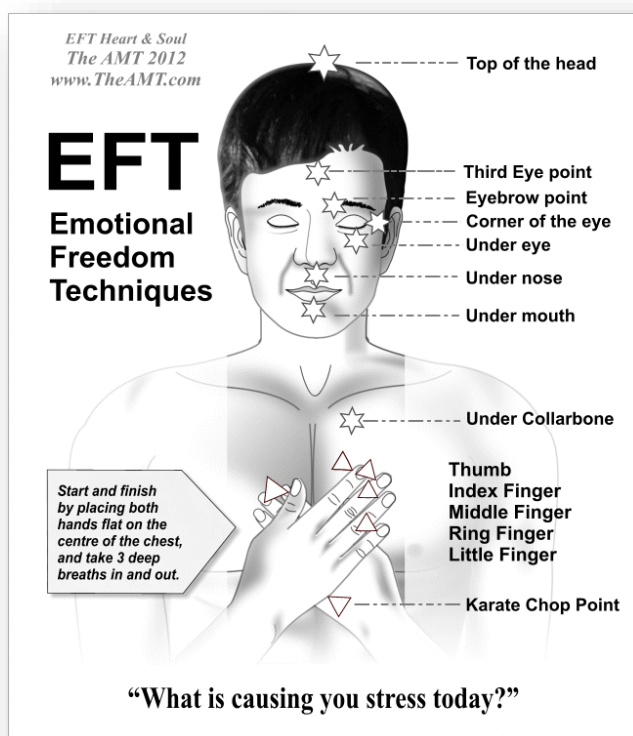 EFT Heart & Soul
The AMT 2012
www.TheAMT.com
EFT
Emotional
Freedom
Techniques
Top of the head
Third Eye point
Eyebrow point
Corner of the eye
Under eye
Under nose
Under mouth
Under Collarbone
Thumb
Index Finger
Middle Finger
Ring Finger
Little Finger
Karate Chop Point
Start and finish
by placing both
hands flat on the
centre of the chest,
and take 3 deep
breaths in and out.
“What is causing you stress today?”